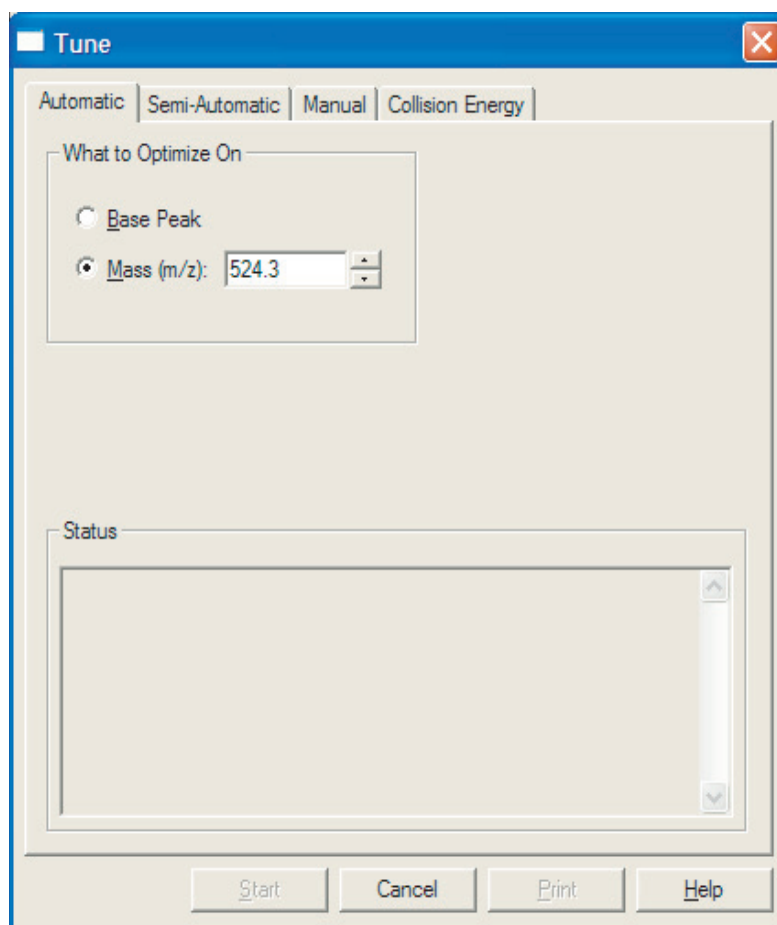 Tune
Automatic Semi-Automatic Manual Collision Energy
What to Optimize On
Base Peak
Mass (m/z): 524.3
Status
Start Cancel Print Help